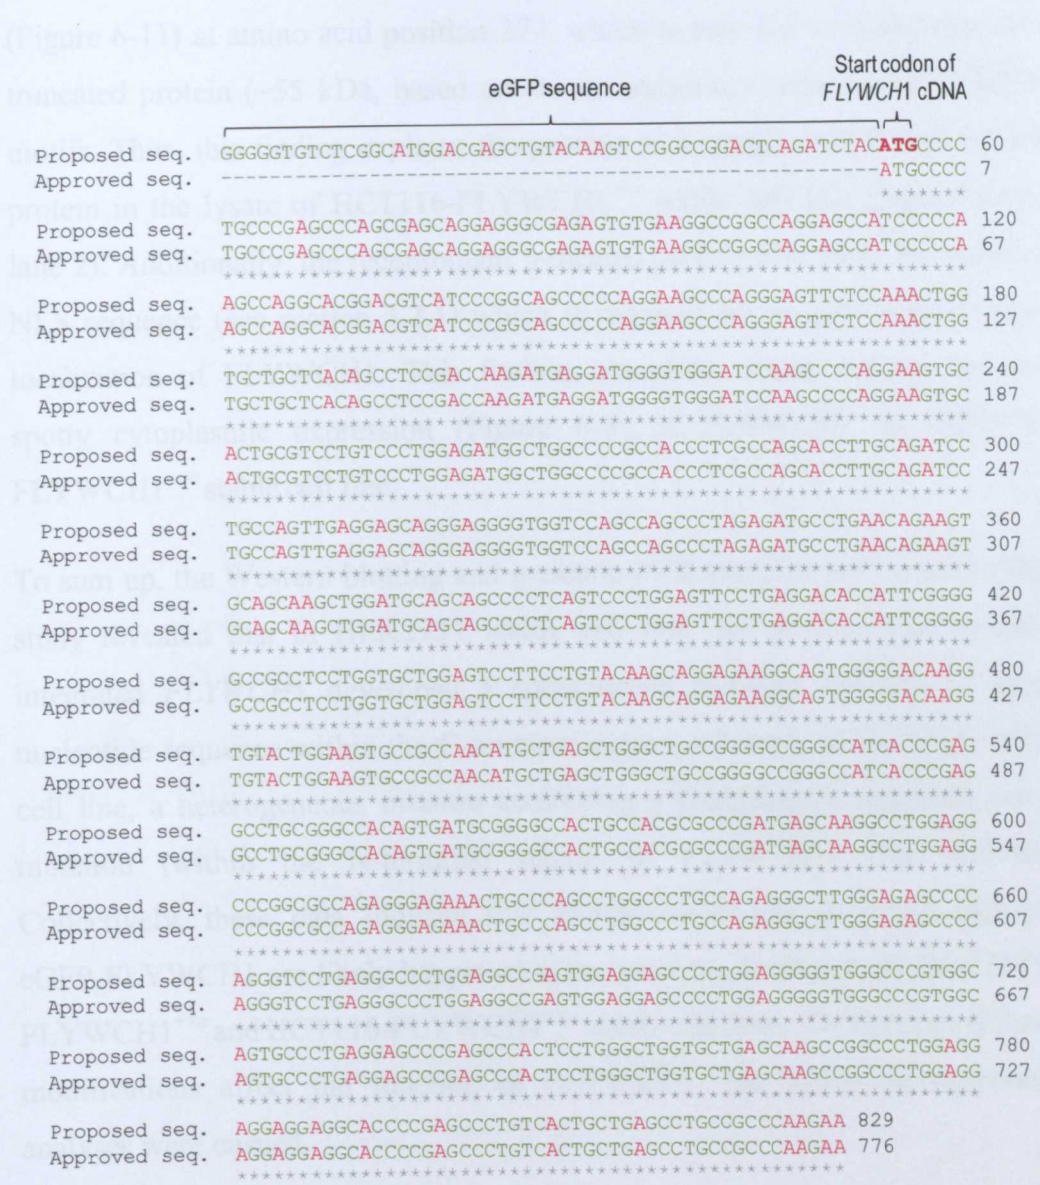 eGFP sequence
Start codon of
FLYWCH1 cDNA
Proposed seq. GGGGTGTTCTCGGCATGGACGAGCTGTACAAGTCCGGCCGGACTCAGATCTACATGCCCC 60
Approved seq. -----------------------------------------------------ATGCCCC 7
*******
Proposed seq. TGCCCGAGCCCAGCGAGCAGGAGGGCGAGAGTGTGAAGGCCGGCCAGGAGCCATCCCCCA 120
Approved seq. TGCCCGAGCCCAGCGAGCAGGAGGGCGAGAGTGTGAAGGCCGGCCAGGAGCCATCCCCCA 67
************************************************************
Proposed seq. AGCCAGGCACGGACGTCATCCCGGCAGCCCCCAGGAAGCCCAGGGAGTTCTCCAAACTGG 180
Approved seq. AGCCAGGCACGGACGTCATCCCGGCAGCCCCCAGGAAGCCCAGGGAGTTCTCCAAACTGG 127
************************************************************
Proposed seq. TGCTGCTCACAGCCTCCGACCAAGATGAGGATGGGGTGGGATCCAAGCCCCAGGAAGTGC 240
Approved seq. TGCTGCTCACAGCCTCCGACCAAGATGAGGATGGGGTGGGATCCAAGCCCCAGGAAGTGC 187
************************************************************
Proposed seq. ACTGCGTCCTGTCCCTGGAGATGGCTGGCCCCGCCACCCTCGCCAGCACCTTGCAGATCC 300
Approved seq. ACTGCGTCCTGTCCCTGGAGATGGCTGGCCCCGCCACCCTCGCCAGCACCTTGCAGATCC 247
************************************************************
Proposed seq. TGCCAGTTGAGGAGCAGGGAGGGGTGGTCCAGCCAGCCCTAGAGATGCCTGAACAGAAGT 360
Approved seq. TGCCAGTTGAGGAGCAGGGAGGGGTGGTCCAGCCAGCCCTAGAGATGCCTGAACAGAAGT 307
************************************************************
Proposed seq. GCAGCAAGCTGGATGCAGCAGCCCCTCAGTCCCTGGAGTTCCTGAGGACACCATTCGGGG 420
Approved seq. GCAGCAAGCTGGATGCAGCAGCCCCTCAGTCCCTGGAGTTCCTGAGGACACCATTCGGGG 367
************************************************************
Proposed seq. GCCGCCTCCTGGTGCTGGAGTCCTTCCTGTACAAGCAGGAGAAGGCAGTGGGGGACAAGG 480
Approved seq. GCCGCCTCCTGGTGCTGGAGTCCTTCCTGTACAAGCAGGAGAAGGCAGTGGGGGACAAGG 427
************************************************************
Proposed seq. TGTACTGGAAGTGCCGCCAACATGCTGAGCTGGGCTGCCGGGGCCGGGCCATCACCCGAG 540
Approved seq. TGTACTGGAAGTGCCGCCAACATGCTGAGCTGGGCTGCCGGGGCCGGGCCATCACCCGAG 487
************************************************************
Proposed seq. GCCTGCGGGCCACAGTGATGCGGGGCCACTGCCACGCGCCCGATGAGCAAGGCCTGGAGG 600
Approved seq. GCCTGCGGGCCACAGTGATGCGGGGCCACTGCCACGCGCCCGATGAGCAAGGCCTGGAGG 547
************************************************************
Proposed seq. CCCGGCGCCAGAGGGAGAAACTGCCCAGCCTGGCCCTGCCAGAGGGCTTGGGAGAGCCCC 660
Approved seq. CCCGGCGCCAGAGGGAGAAACTGCCCAGCCTGGCCCTGCCAGAGGGCTTGGGAGAGCCCC 607
************************************************************
Proposed seq. AGGGTCCTGAGGGCCCTGGAGGCCGAGTGGAGGAGCCCCTGGAGGGGGTGGGCCCGTGGC 720
Approved seq. AGGGTCCTGAGGGCCCTGGAGGCCGAGTGGAGGAGCCCCTGGAGGGGGTGGGCCCGTGGC 667
************************************************************
Proposed seq. AGTGCCCTGAGGAGCCCGAGCCCACTCCTGGGCTGGTGCTGAGCAAGCCGGCCCTGGAGG 780
Approved seq. AGTGCCCTGAGGAGCCCGAGCCCACTCCTGGGCTGGTGCTGAGCAAGCCGGCCCTGGAGG 727
************************************************************
Proposed seq. AGGAGGAGGCACCCCGAGCCCTGTCACTGCTGAGCCTGCCGCCCAAGAA 829
Approved seq. AGGAGGAGGCACCCCGAGCCCTGTCACTGCTGAGCCTGCCGCCCAAGAA 776
*************************************************